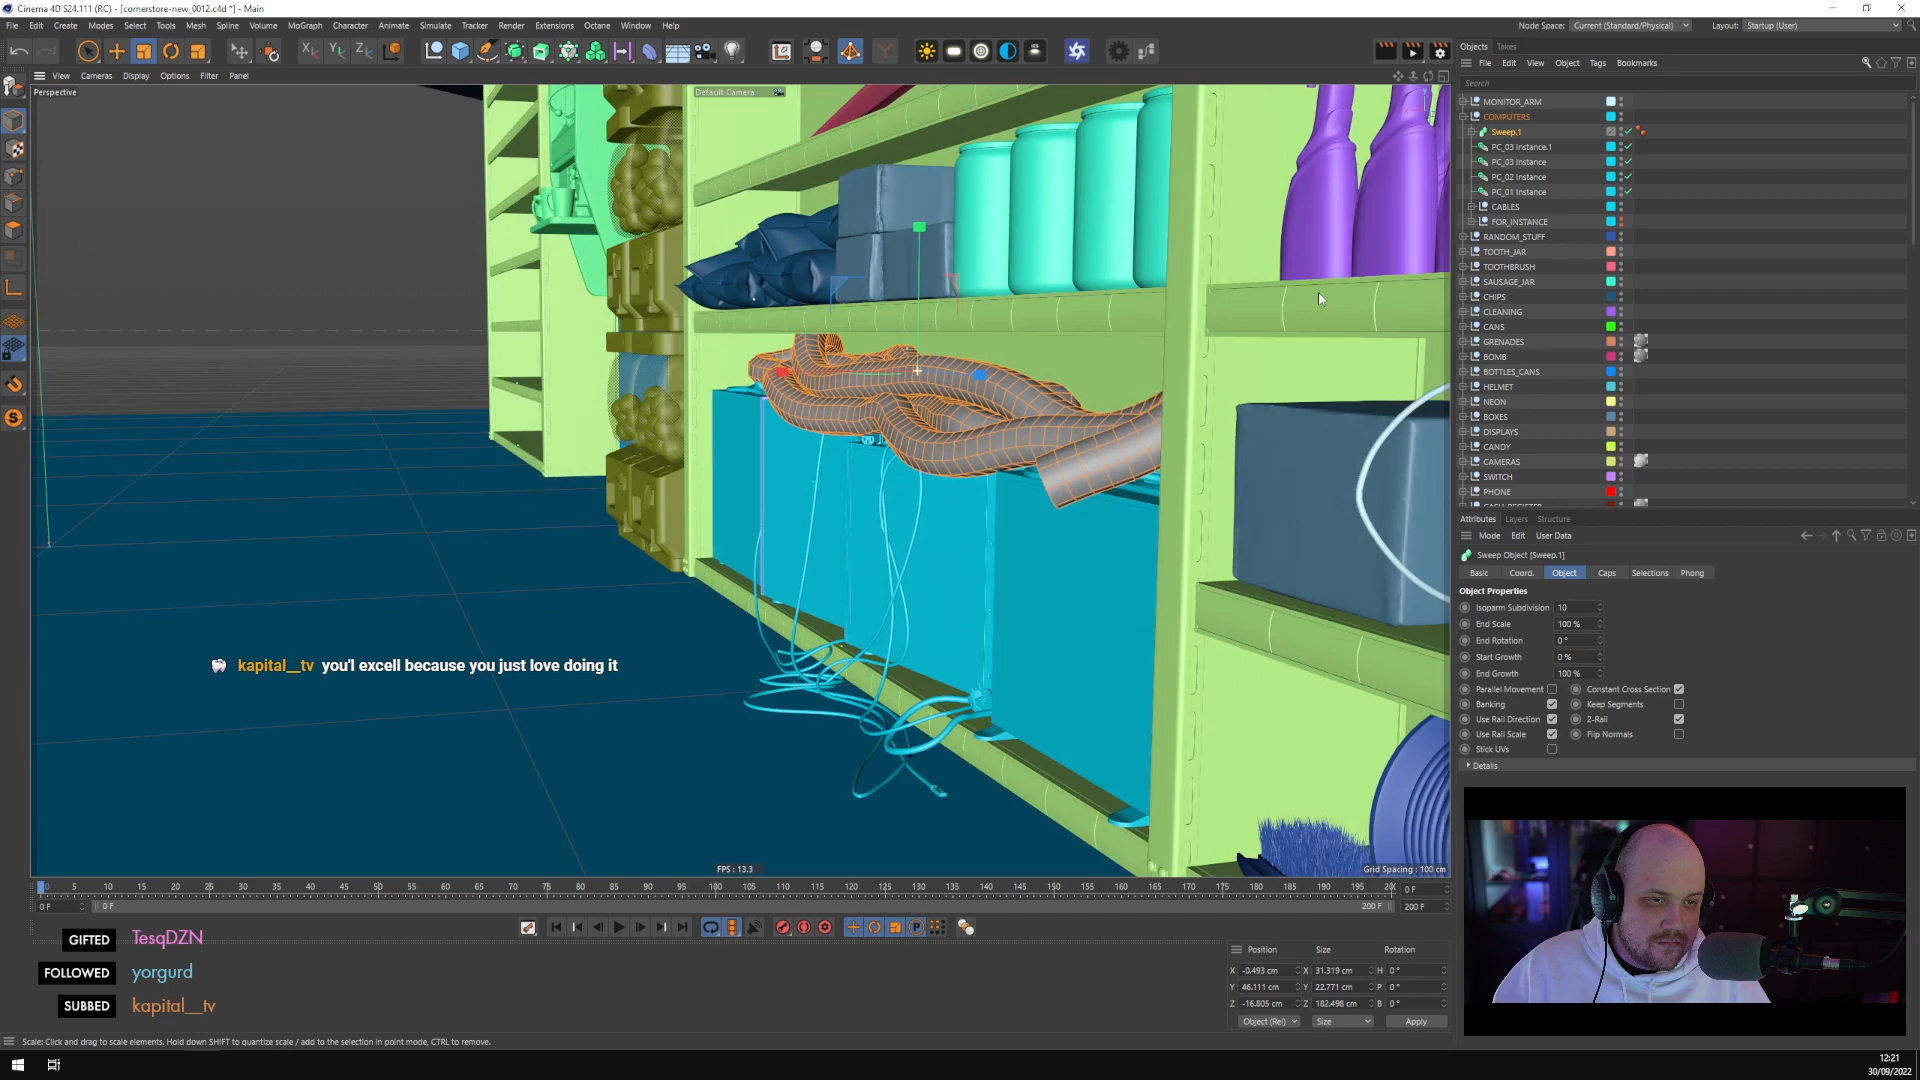 Cinema 4D S24.111 (RC) - [cornerstore-new_0012.c4d *] - Main
File Edit Create Modes Select Tools Mesh Spline Volume MoGraph Character Animate Simulate Tracker Render Extensions Octane Window Help
Node Space: Current (Standard/Physical) Layout: Startup (User)
Objects Takes
File Edit View Object Tags Bookmarks
View Cameras Display Options Filter Panel
Search
Perspective
Default Camera
MONITOR_ARM
COMPUTERS
Sweep.1
PC_03 Instance.1
PC_03 Instance
PC_02 Instance
PC_01 Instance
CABLES
FOR_INSTANCE
RANDOM_STUFF
TOOTH_JAR
TOOTHBRUSH
SAUSAGE_JAR
CHIPS
CLEANING
CANS
GRENADES
BOMB
BOTTLES_CANS
HELMET
NEON
BOXES
DISPLAYS
CANDY
CAMERAS
SWITCH
PHONE
Attributes Layers Structure
Mode Edit User Data
Sweep Object [Sweep.1]
Basic Coord. Object Caps Selections Phong
Object Properties
Isoparm Subdivision 10
End Scale 100 %
End Rotation 0 °
Start Growth 0 %
End Growth 100 %
Parallel Movement Constant Cross Section
Banking Keep Segments
Use Rail Direction 2-Rail
Use Rail Scale Flip Normals
Stick UVs
Details
kapital__tv you'l excell because you just love doing it
FPS : 13.3
Grid Spacing : 100 cm
0 5 10 15 20 25 30 35 40 45 50 55 60 65 70 75 80 85 90 95 100 105 110 115 120 125 130 135 140 145 150 155 160 165 170 175 180 185 190 195 200 0 F
0 F 0 F 200 F 200 F
GIFTED TesqDZN
FOLLOWED yorgurd
SUBBED kapital__tv
Position Size Rotation
X -0.493 cm X 31.319 cm H 0 °
Y 46.111 cm Y 22.771 cm P 0 °
Z -16.805 cm Z 182.498 cm B 0 °
Object (Rel) Size Apply
Scale: Click and drag to scale elements. Hold down SHIFT to quantize scale / add to the selection in point mode, CTRL to remove.
12:21
30/09/2022